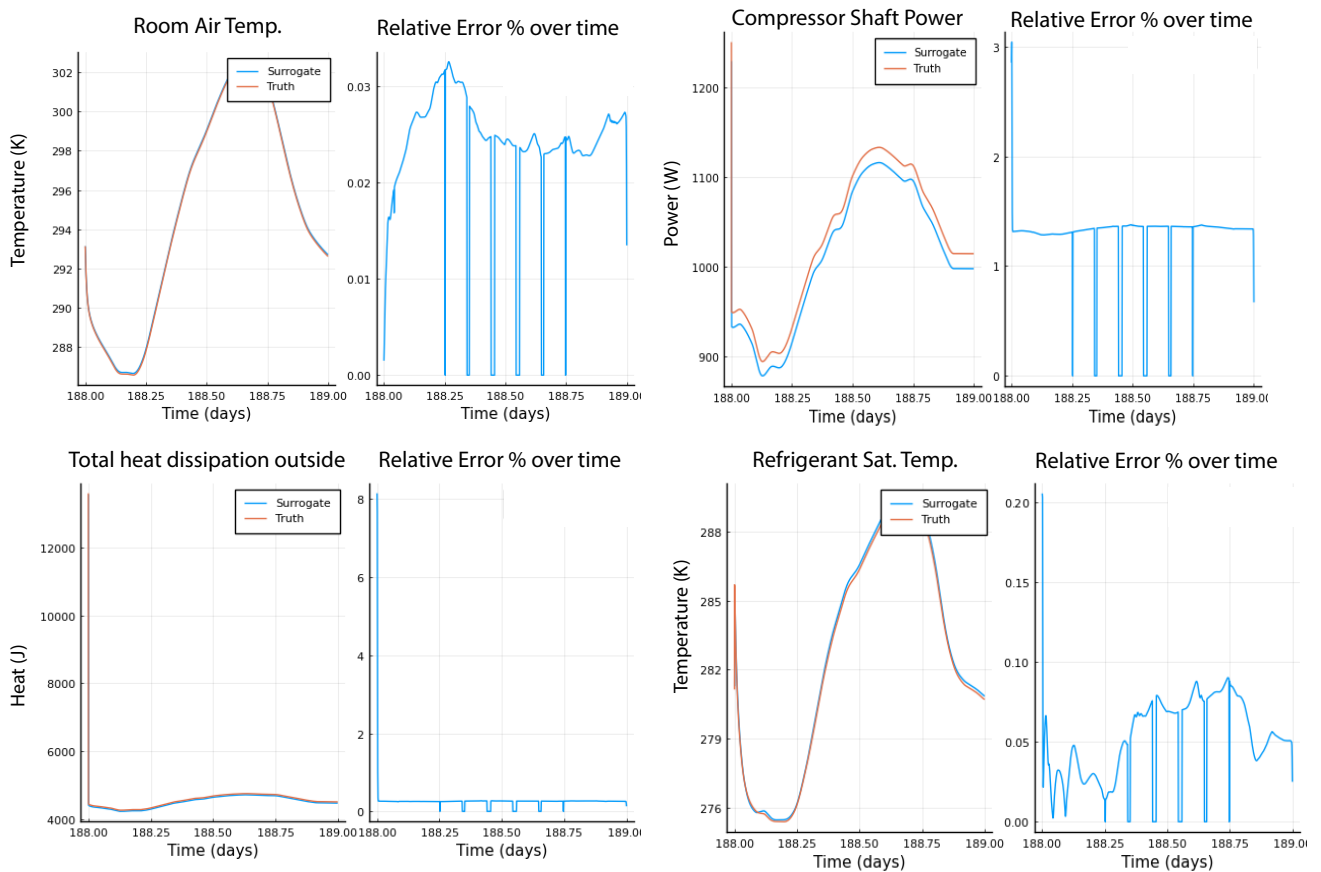 Room Air Temp.
Relative Error % over time
Temperature (K)
302
300
298
296
294
292
290
288
Surrogate
Truth
188.00 188.25 188.50 188.75 189.00
Time (days)
0.03
0.02
0.01
0.00
188.00 188.25 188.50 188.75 189.0
Time (days)
Compressor Shaft Power
Relative Error % over time
Power (W)
1200
1100
1000
900
Surrogate
Truth
188.00 188.25 188.50 188.75 189.00
Time (days)
3
2
1
0
188.00 188.25 188.50 188.75 189.0
Time (days)
Total heat dissipation outside
Relative Error % over time
Heat (J)
12000
10000
8000
6000
4000
Surrogate
Truth
188.00 188.25 188.50 188.75 189.00
Time (days)
8
6
4
2
0
188.00 188.25 188.50 188.75 189.0
Time (days)
Refrigerant Sat. Temp.
Relative Error % over time
Temperature (K)
288
285
282
279
276
Surrogate
Truth
188.00 188.25 188.50 188.75 189.00
Time (days)
0.20
0.15
0.10
0.05
0.00
188.00 188.25 188.50 188.75 189.0
Time (days)